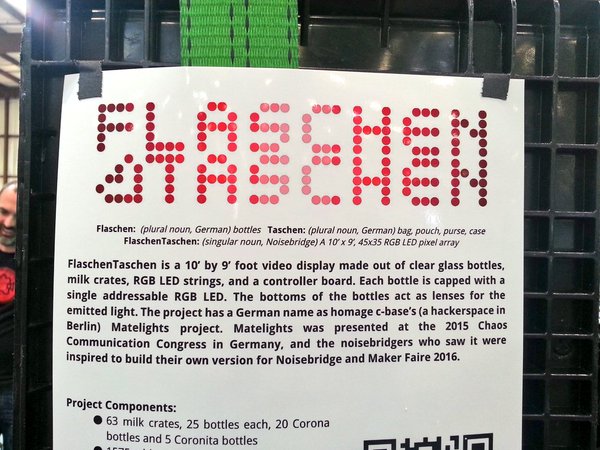 FLASCHEN
TASCHEN
Flaschen: (plural noun, German) bottles Taschen: (plural noun, German) bag, pouch, purse, case
FlaschenTaschen: (singular noun, Noisebridge) A 10' x 9', 45x35 RGB LED pixel array
FlaschenTaschen is a 10' by 9' foot video display made out of clear glass bottles,
milk crates, RGB LED strings, and a controller board. Each bottle is capped with a
single addressable RGB LED. The bottoms of the bottles act as lenses for the
emitted light. The project has a German name as homage c-base's (a hackerspace in
Berlin) Matelights project. Matelights was presented at the 2015 Chaos
Communication Congress in Germany, and the noisebridgers who saw it were
inspired to build their own version for Noisebridge and Maker Faire 2016.
Project Components:
● 63 milk crates, 25 bottles each, 20 Corona
bottles and 5 Coronita bottles